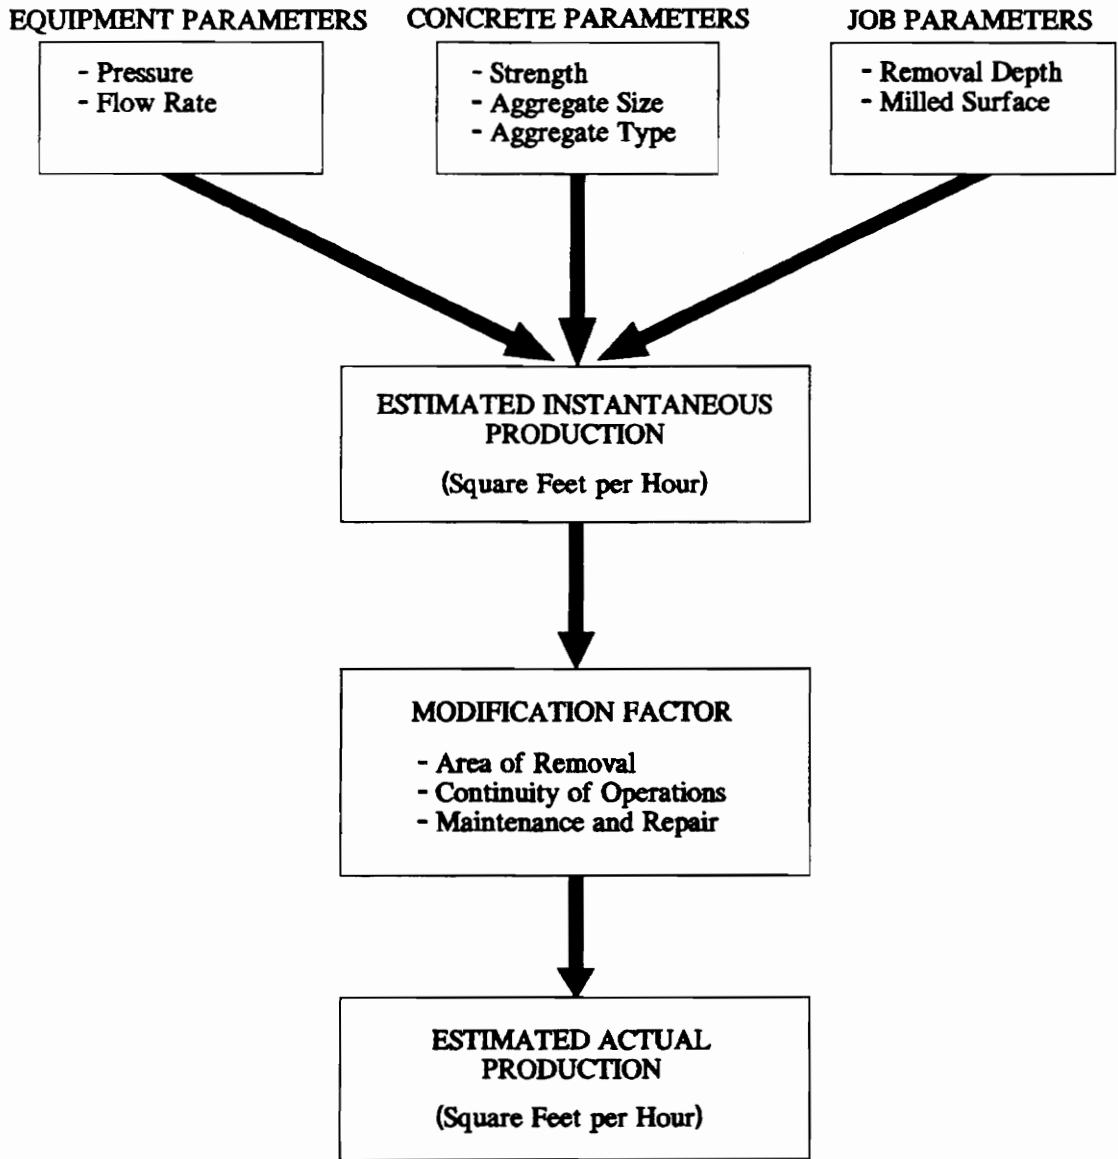 EQUIPMENT PARAMETERS
- Pressure
- Flow Rate
CONCRETE PARAMETERS
- Strength
- Aggregate Size
- Aggregate Type
JOB PARAMETERS
- Removal Depth
- Milled Surface
ESTIMATED INSTANTANEOUS
PRODUCTION
(Square Feet per Hour)
MODIFICATION FACTOR
- Area of Removal
- Continuity of Operations
- Maintenance and Repair
ESTIMATED ACTUAL
PRODUCTION
(Square Feet per Hour)